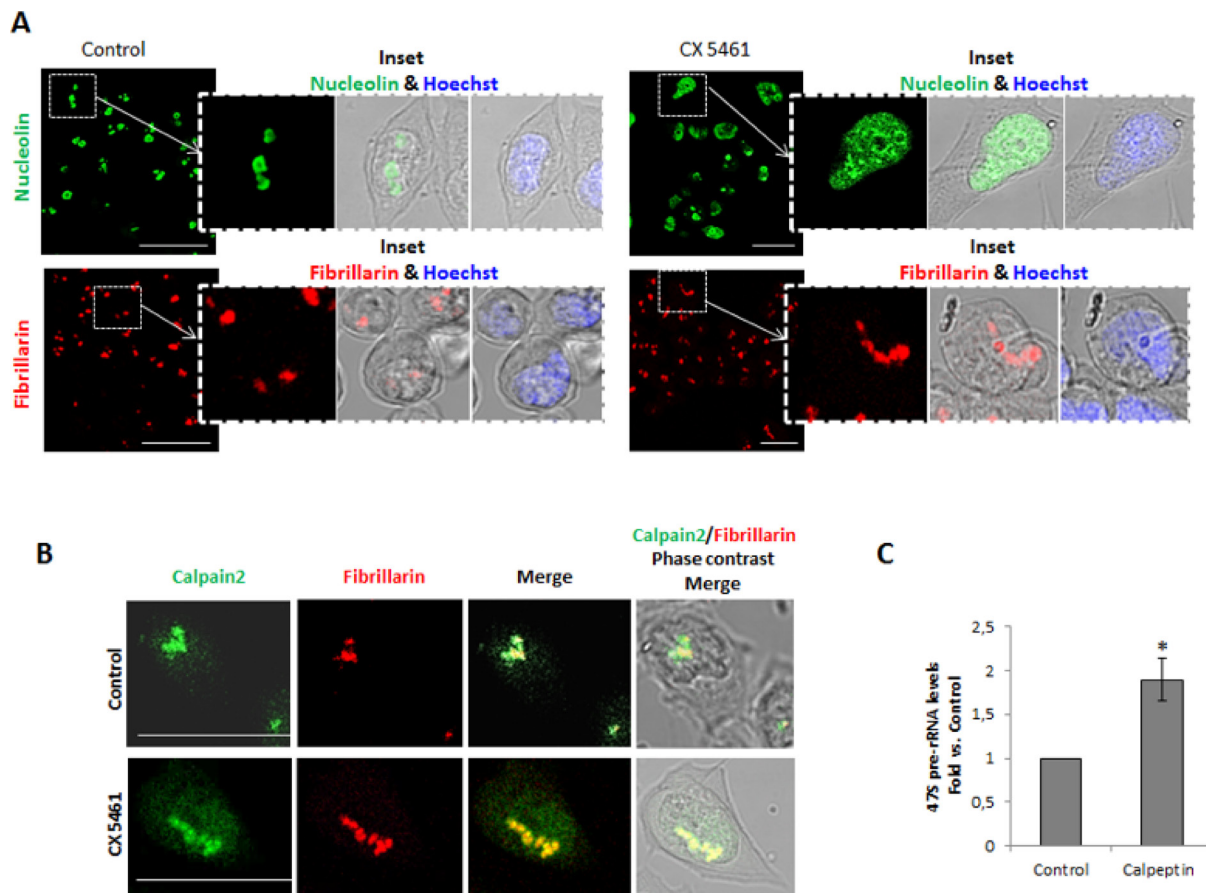 A
Control
Inset
Nucleolin & Hoechst
CX 5461
Inset
Nucleolin & Hoechst
Nucleolin
Inset
Fibrillarin & Hoechst
Inset
Fibrillarin & Hoechst
Fibrillarin
B
Calpain2
Fibrillarin
Merge
Calpain2/Fibrillarin
Phase contrast
Merge
Control
CX5461
C
47S pre-rRNA levels
Fold vs. Control
2,5
2
1,5
1
0,5
0
*
Control
Calpeptin